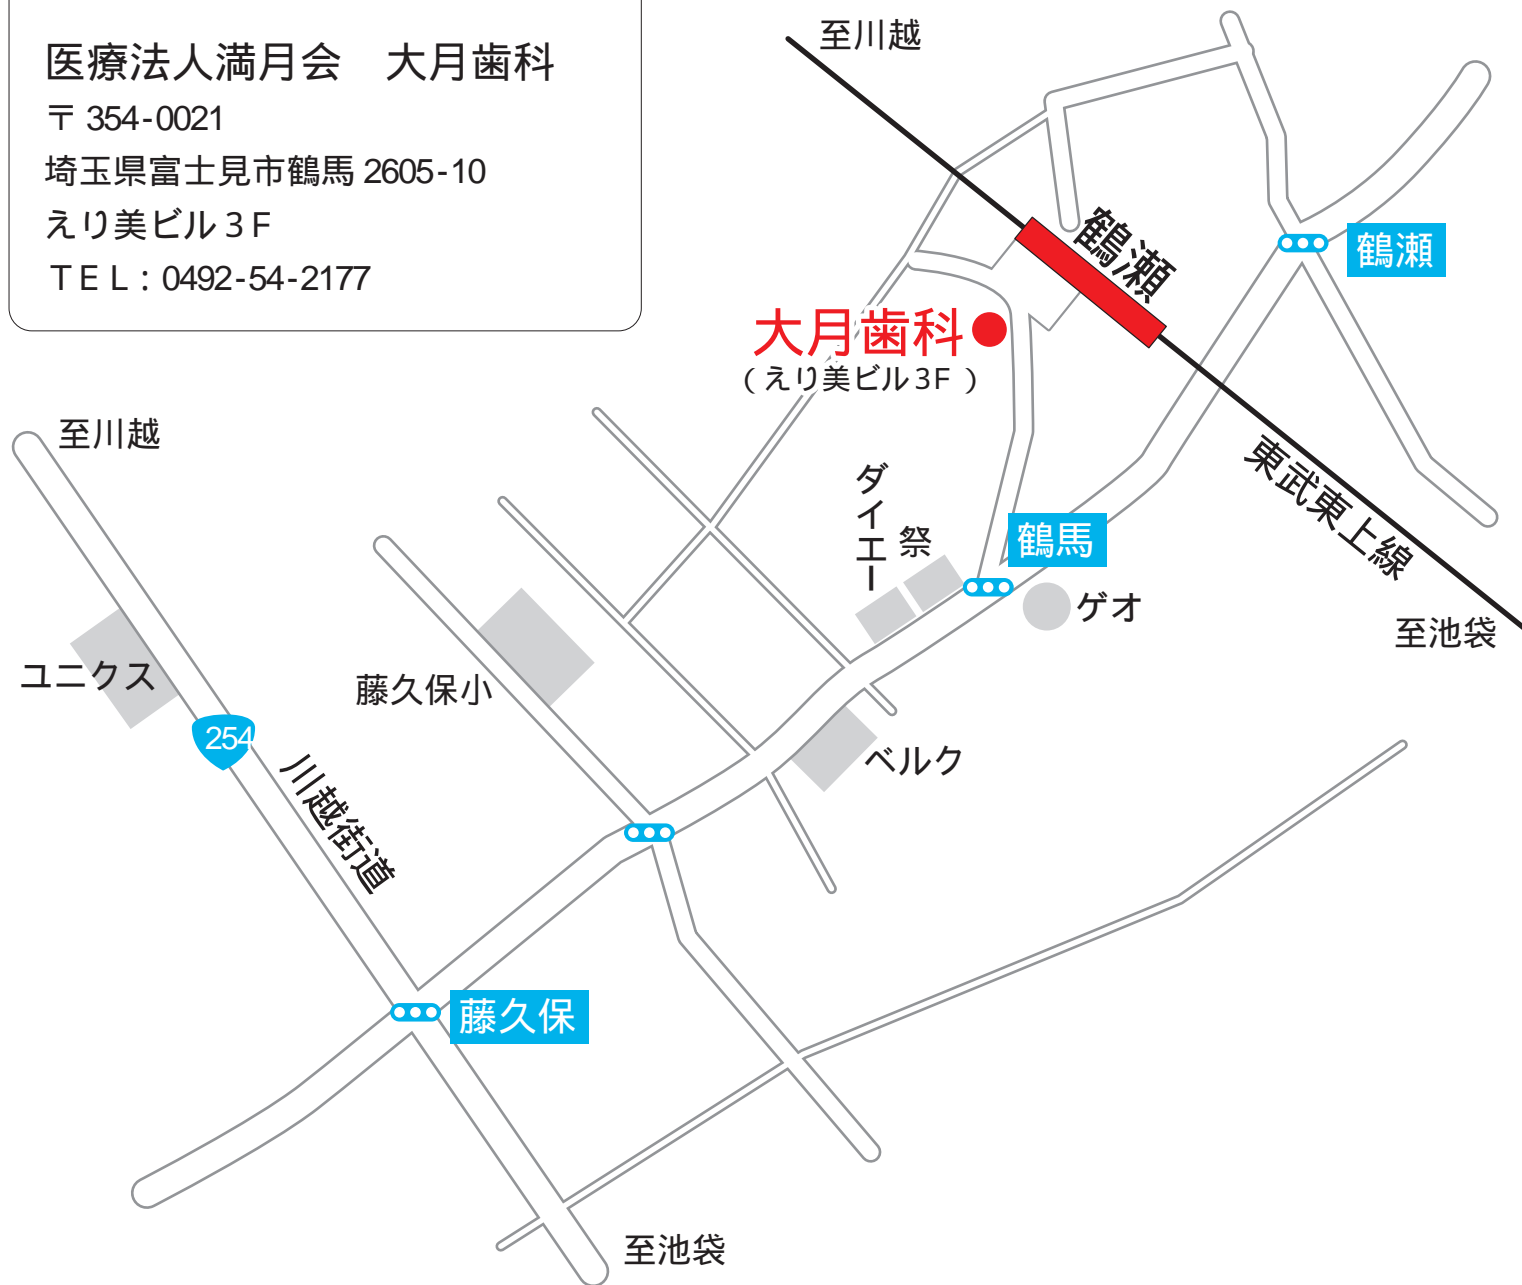 医療法人満月会　大月歯科
〒354-0021
埼玉県富士見市鶴馬2605-10
えり美ビル3F
TEL：0492-54-2177
至川越
鶴瀬
鶴瀬
大月歯科
（えり美ビル3F）
至川越
東武東上線
ダイエー
祭
鶴馬
ゲオ
至池袋
ユニクス
藤久保小
254
川越街道
ベルク
藤久保
至池袋